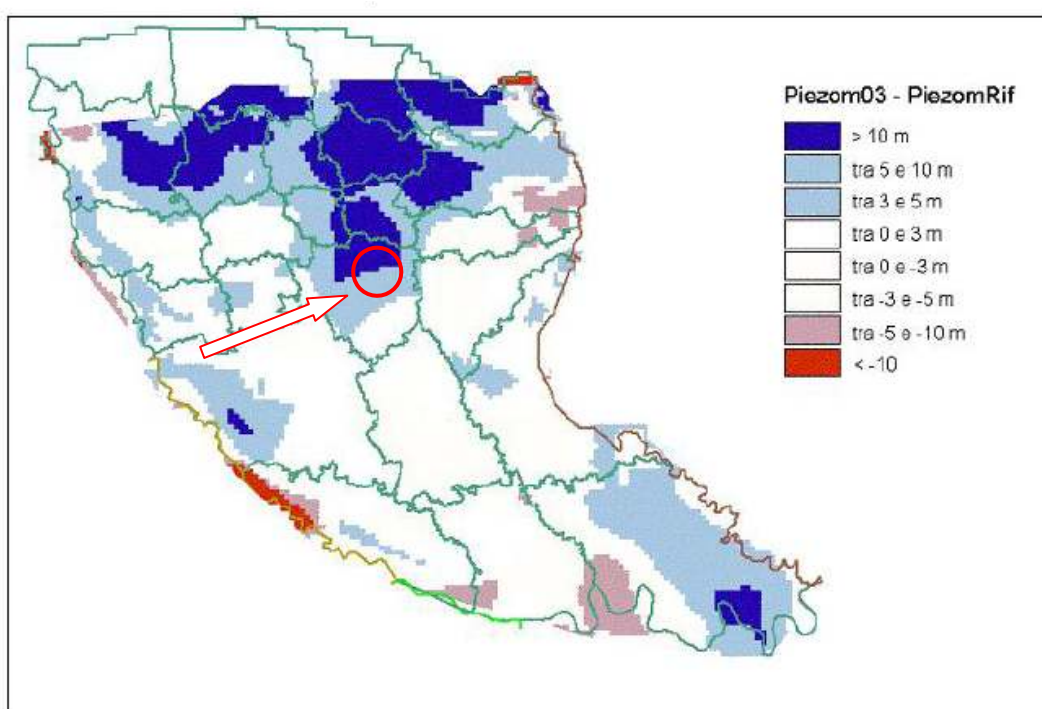 Piezom03 - PiezomRif
> 10 m
tra 5 e 10 m
tra 3 e 5 m
tra 0 e 3 m
tra 0 e -3 m
tra -3 e -5 m
tra -5 e -10 m
< -10